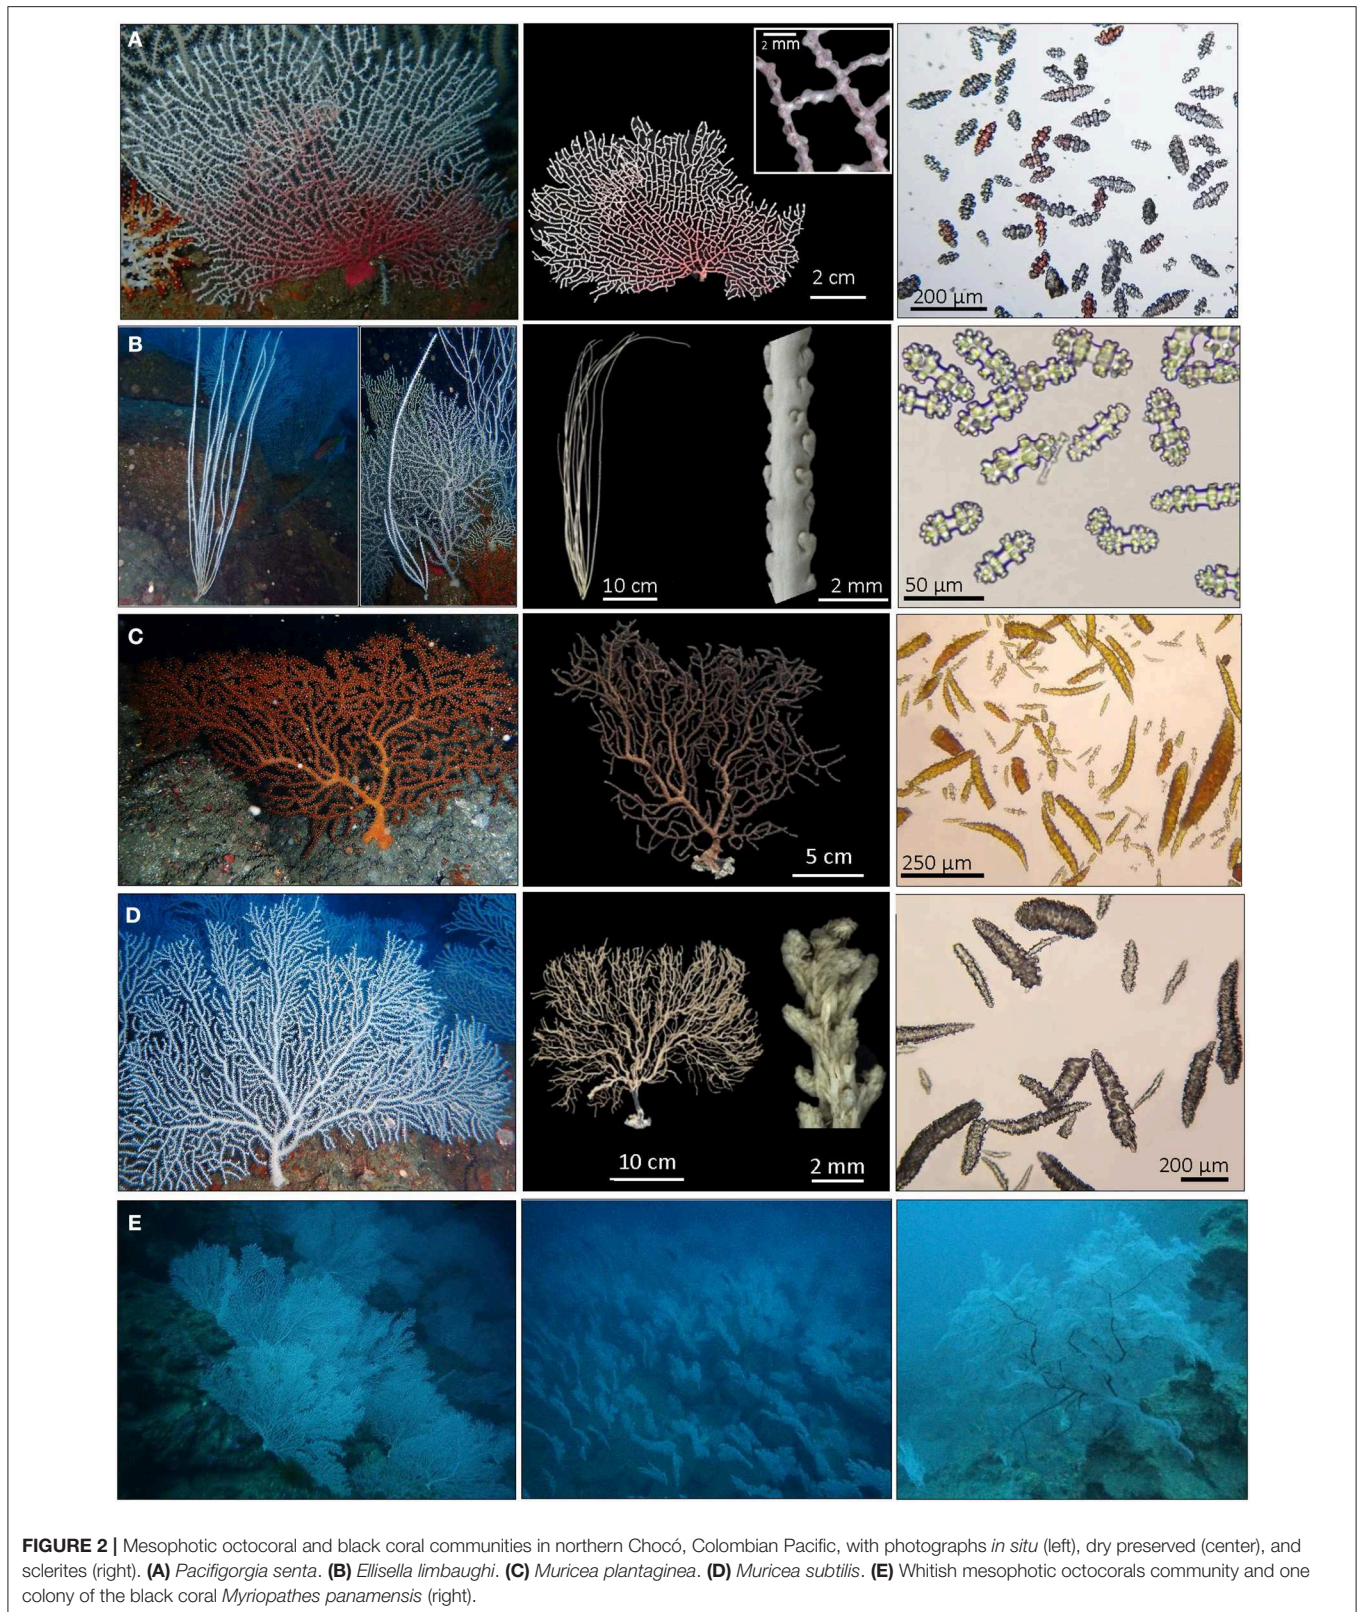 A
2 mm
2 cm
200 µm
B
10 cm
2 mm
50 µm
C
5 cm
250 µm
D
10 cm
2 mm
200 µm
E
FIGURE 2 | Mesophotic octocoral and black coral communities in northern Chocó, Colombian Pacific, with photographs in situ (left), dry preserved (center), and
sclerites (right). (A) Pacifigorgia senta. (B) Ellisella limbaughi. (C) Muricea plantaginea. (D) Muricea subtilis. (E) Whitish mesophotic octocorals community and one
colony of the black coral Myriopathes panamensis (right).